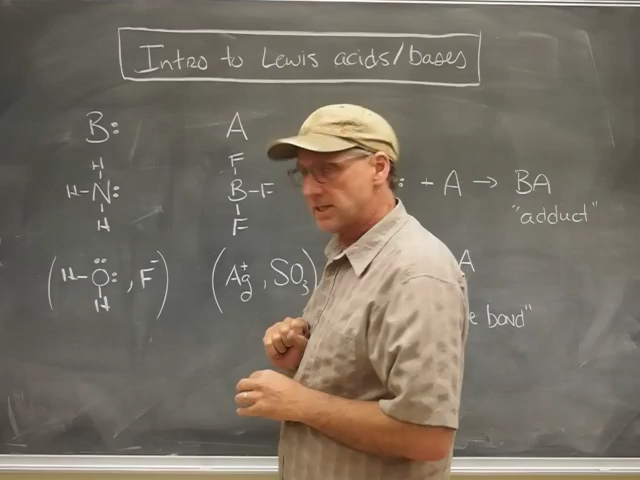 Intro to Lewis acids/bases
B: A : + A → BA
H
H-N:
H
F
B-F
F
"adduct"
(H-O:, F⁻)
H
(Ag⁺, SO₃)
A
e bond"